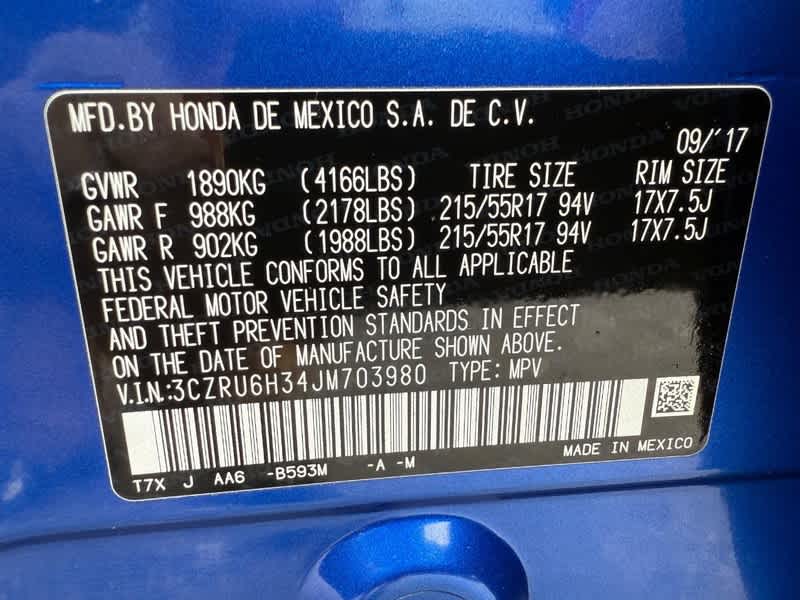 MFD.BY HONDA DE MEXICO S.A. DE C.V.
09/'17
GVWR 1890KG (4166LBS) TIRE SIZE RIM SIZE
GAWR F 988KG (2178LBS) 215/55R17 94V 17X7.5J
GAWR R 902KG (1988LBS) 215/55R17 94V 17X7.5J
THIS VEHICLE CONFORMS TO ALL APPLICABLE
FEDERAL MOTOR VEHICLE SAFETY
AND THEFT PREVENTION STANDARDS IN EFFECT
ON THE DATE OF MANUFACTURE SHOWN ABOVE.
V.I.N.:3CZRU6H34JM703980 TYPE: MPV
T7X J AA6 -B593M -A -M MADE IN MEXICO